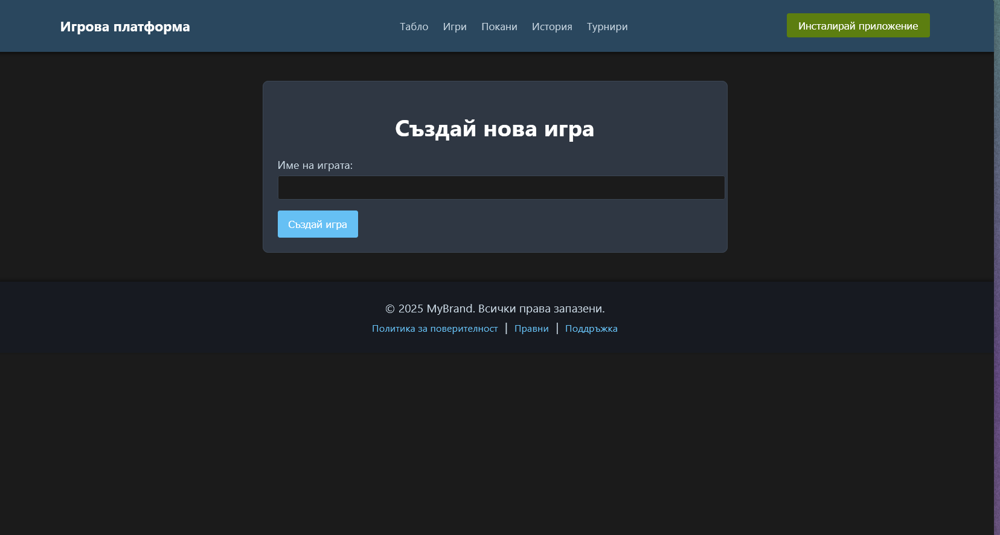 Игрова платформа
Табло Игри Покани История Турнири
Инсталирай приложение
Създай нова игра
Име на играта:
Създай игра
© 2025 MyBrand. Всички права запазени.
Политика за поверителност | Правни | Поддръжка